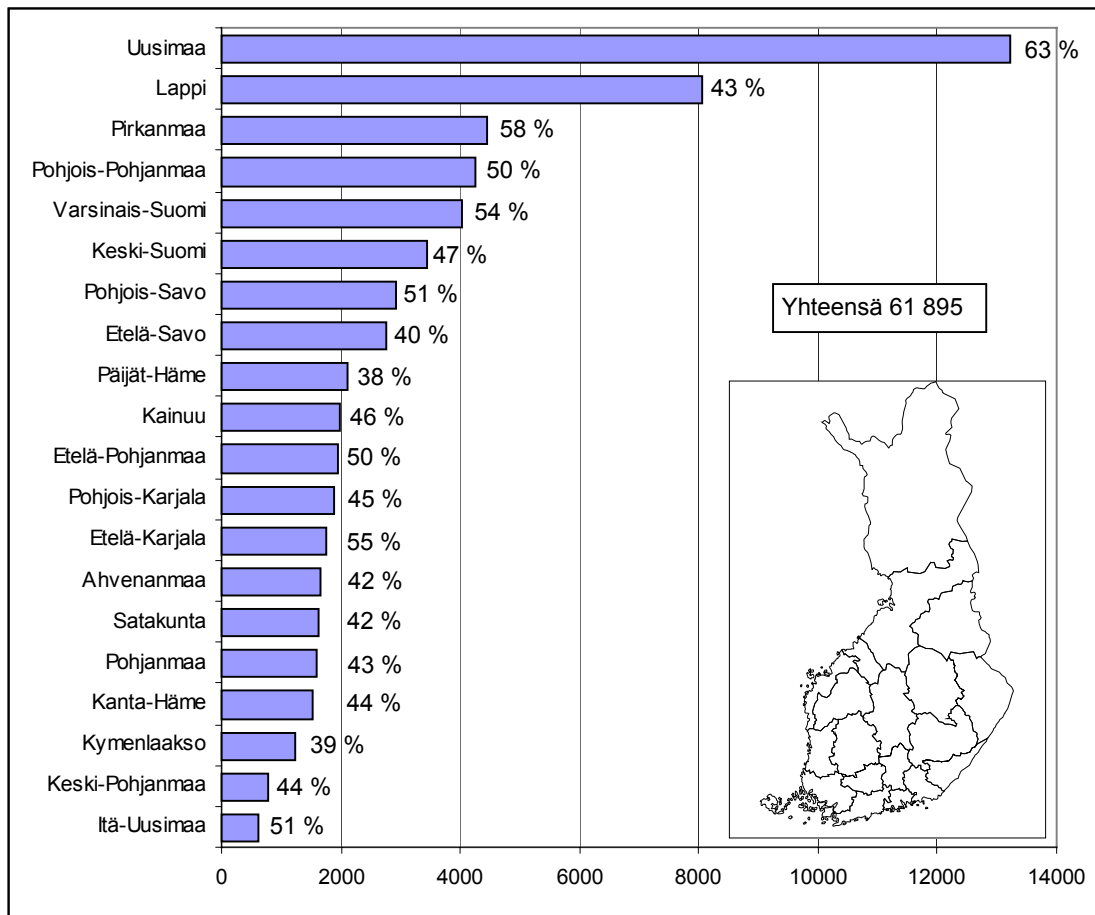 Uusimaa 63 %
Lappi 43 %
Pirkanmaa 58 %
Pohjois-Pohjanmaa 50 %
Varsinais-Suomi 54 %
Keski-Suomi 47 %
Pohjois-Savo 51 %
Etelä-Savo 40 %
Päijät-Häme 38 %
Kainuu 46 %
Etelä-Pohjanmaa 50 %
Pohjois-Karjala 45 %
Etelä-Karjala 55 %
Ahvenanmaa 42 %
Satakunta 42 %
Pohjanmaa 43 %
Kanta-Häme 44 %
Kymenlaakso 39 %
Keski-Pohjanmaa 44 %
Itä-Uusimaa 51 %
Yhteensä 61 895
0 2000 4000 6000 8000 10000 12000 14000